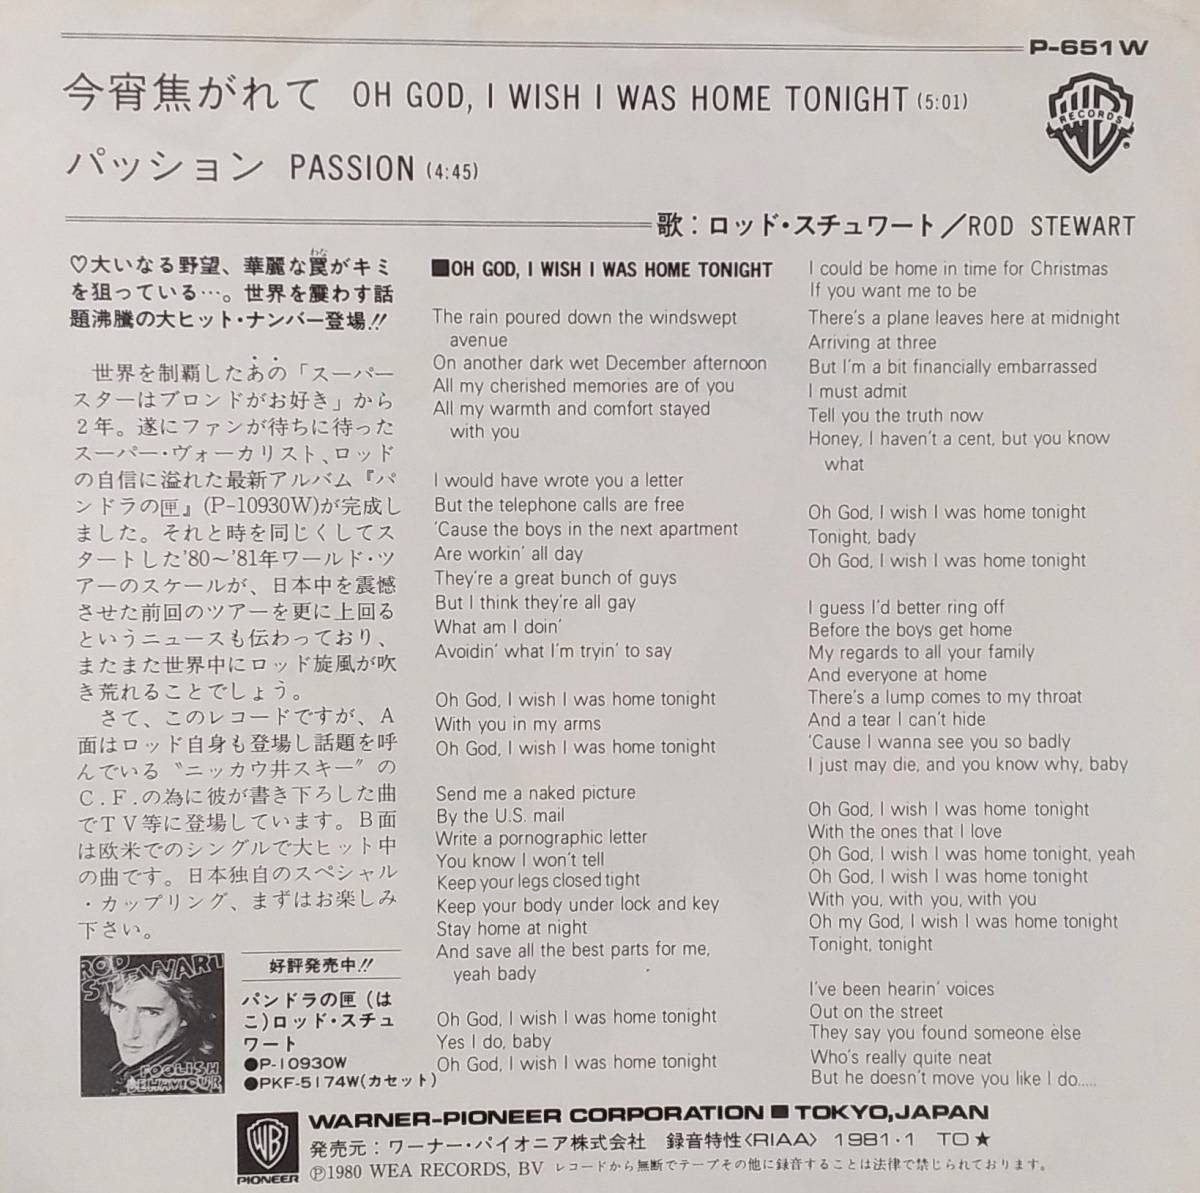 P-651W
今宵焦がれて OH GOD, I WISH I WAS HOME TONIGHT (5:01)
RECORDS
パッション PASSION (4:45)
歌：ロッド・スチュワート／ROD STEWART
♡大いなる野望、華麗な罠がキミ
わな
を狙っている…。世界を震わす話
題沸騰の大ヒット・ナンバー登場!!
世界を制覇したあの「スーパー
スターはブロンドがお好き」から
2年。遂にファンが待ちに待った
スーパー・ヴォーカリスト、ロッド
の自信に溢れた最新アルバム『パ
ンドラの匣』(P-10930W)が完成し
ました。それと時を同じくしてス
タートした'80〜'81年ワールド・ツ
アーのスケールが、日本中を震憾
させた前回のツアーを更に上回る
というニュースも伝わっており、
またまた世界中にロッド旋風が吹
き荒れることでしょう。
さて、このレコードですが、A
面はロッド自身も登場し話題を呼
んでいる〝ニッカウ井スキー〟の
C.F.の為に彼が書き下ろした曲
でTV等に登場しています。B面
は欧米でのシングルで大ヒット中
の曲です。日本独自のスペシャル
・カップリング、まずはお楽しみ
下さい。
ROD
STEWART
FOOLISH
BEHAVIOUR
好評発売中!!
パンドラの匣（は
こ）ロッド・スチュ
ワート
●P-10930W
●PKF-5174W(カセット)
■OH GOD, I WISH I WAS HOME TONIGHT
The rain poured down the windswept
avenue
On another dark wet December afternoon
All my cherished memories are of you
All my warmth and comfort stayed
with you
I would have wrote you a letter
But the telephone calls are free
'Cause the boys in the next apartment
Are workin' all day
They're a great bunch of guys
But I think they're all gay
What am I doin'
Avoidin' what I'm tryin' to say
Oh God, I wish I was home tonight
With you in my arms
Oh God, I wish I was home tonight
Send me a naked picture
By the U.S. mail
Write a pornographic letter
You know I won't tell
Keep your legs closed tight
Keep your body under lock and key
Stay home at night
And save all the best parts for me,
yeah bady
Oh God, I wish I was home tonight
Yes I do, baby
Oh God, I wish I was home tonight
I could be home in time for Christmas
If you want me to be
There's a plane leaves here at midnight
Arriving at three
But I'm a bit financially embarrassed
I must admit
Tell you the truth now
Honey, I haven't a cent, but you know
what
Oh God, I wish I was home tonight
Tonight, bady
Oh God, I wish I was home tonight
I guess I'd better ring off
Before the boys get home
My regards to all your family
And everyone at home
There's a lump comes to my throat
And a tear I can't hide
'Cause I wanna see you so badly
I just may die, and you know why, baby
Oh God, I wish I was home tonight
With the ones that I love
Oh God, I wish I was home tonight, yeah
Oh God, I wish I was home tonight
With you, with you, with you
Oh my God, I wish I was home tonight
Tonight, tonight
I've been hearin' voices
Out on the street
They say you found someone else
Who's really quite neat
But he doesn't move you like I do.....
PIONEER
WARNER-PIONEER CORPORATION ■ TOKYO, JAPAN
発売元：ワーナー・パイオニア株式会社 録音特性〈RIAA〉 1981・1 TO★
Ⓟ1980 WEA RECORDS, BV レコードから無断でテープその他に録音することは法律で禁じられております。